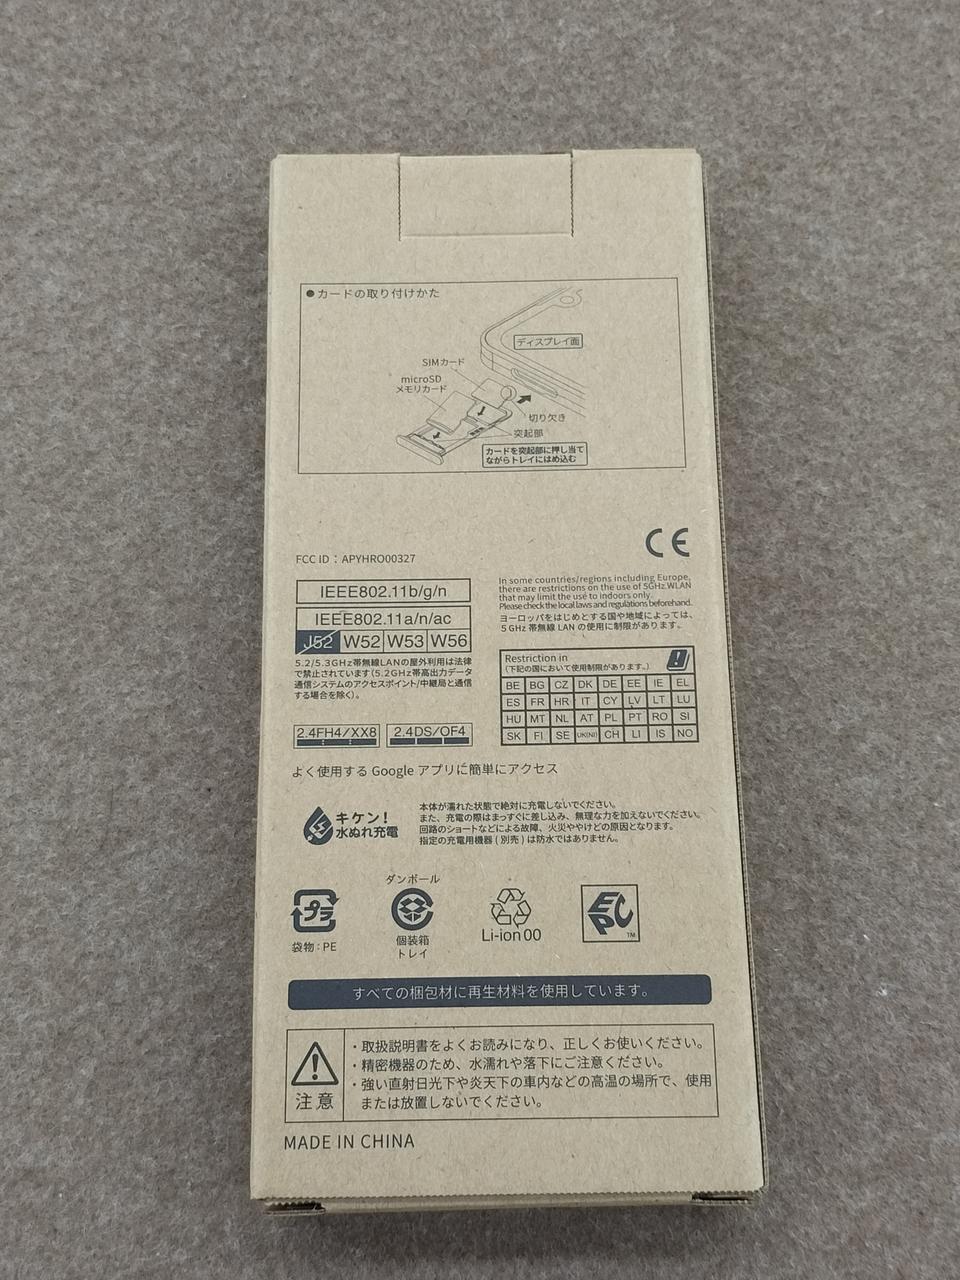 ●カードの取り付けかた
ディスプレイ面
SIMカード
microSD
メモリカード
切り欠き
突起部
カードを突起部に押し当て
ながらトレイにはめ込む
CE
FCC ID：APYHRO00327
IEEE802.11b/g/n
IEEE802.11a/n/ac
J52 W52 W53 W56
5.2/5.3GHz帯無線LANの屋外利用は法律
で禁止されています(5.2GHz帯高出力データ
通信システムのアクセスポイント/中継局と通信
する場合を除く)。
2.4FH4/XX8
2.4DS/OF4
In some countries/regions including Europe,
there are restrictions on the use of 5GHz WLAN
that may limit the use to indoors only.
Please check the local laws and regulations beforehand.
ヨーロッパをはじめとする国や地域によっては、
5 GHz 帯無線 LAN の使用に制限があります。
Restriction in
(下記の国において使用制限があります。)
BE BG CZ DK DE EE IE EL
ES FR HR IT CY LV LT LU
HU MT NL AT PL PT RO SI
SK FI SE UK(NI) CH LI IS NO
よく使用する Google アプリに簡単にアクセス
キケン！
水ぬれ充電
本体が濡れた状態で絶対に充電しないでください。
また、充電の際はまっすぐに差し込み、無理な力を加えないでください。
回路のショートなどによる故障、火災ややけどの原因となります。
指定の充電用機器 ( 別売 ) は防水ではありません。
プラ
袋物：PE
ダンボール
個装箱
トレイ
Li-ion 00
EPC
TM
すべての梱包材に再生材料を使用しています。
注意
・取扱説明書をよくお読みになり、正しくお使いください。
・精密機器のため、水濡れや落下にご注意ください。
・強い直射日光下や炎天下の車内などの高温の場所で、使用
または放置しないでください。
MADE IN CHINA